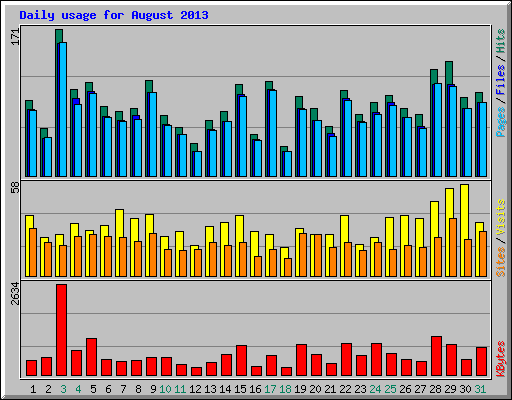 Daily usage for August 2013
171
Pages / Files / Hits
58
Sites / Visits
2634
KBytes
1 2 3 4 5 6 7 8 9 10 11 12 13 14 15 16 17 18 19 20 21 22 23 24 25 26 27 28 29 30 31